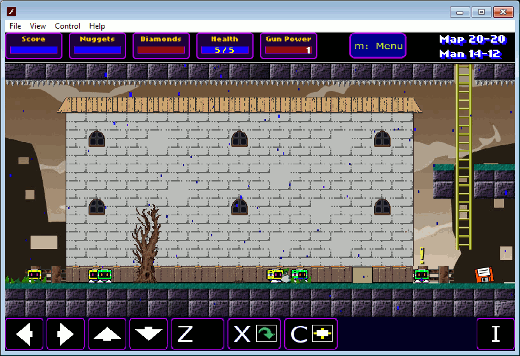 File View Control Help
Score Nuggets Diamonds Health Gun Power
5/5 1
m: Menu
Map 20-20
Man 14-12
!
Z X C I